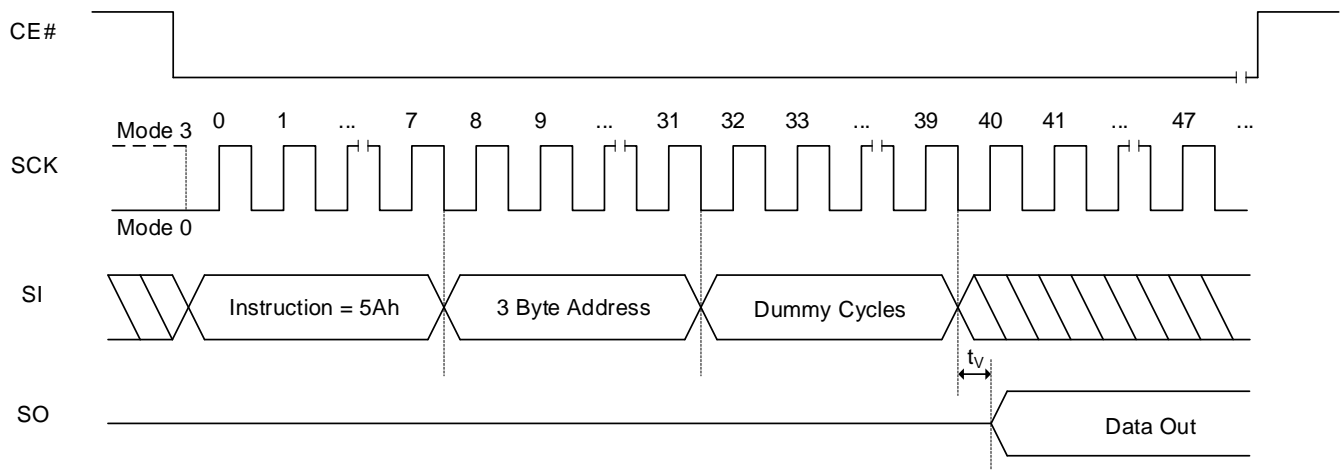 CE#
0 1 ... 7 8 9 ... 31 32 33 ... 39 40 41 ... 47 ...
Mode 3
SCK
Mode 0
SI Instruction = 5Ah 3 Byte Address Dummy Cycles
tV
SO Data Out